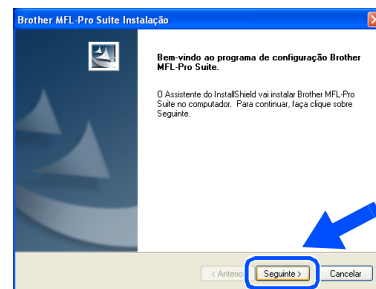 Brother MFL-Pro Suite Instalação
Bem-vindo ao programa de configuração Brother
MFL-Pro Suite.
O Assistente do InstallShield vai instalar Brother MFL-Pro
Suite no computador. Para continuar, faça clique sobre
Seguinte.
< Anterior
Seguinte >
Cancelar